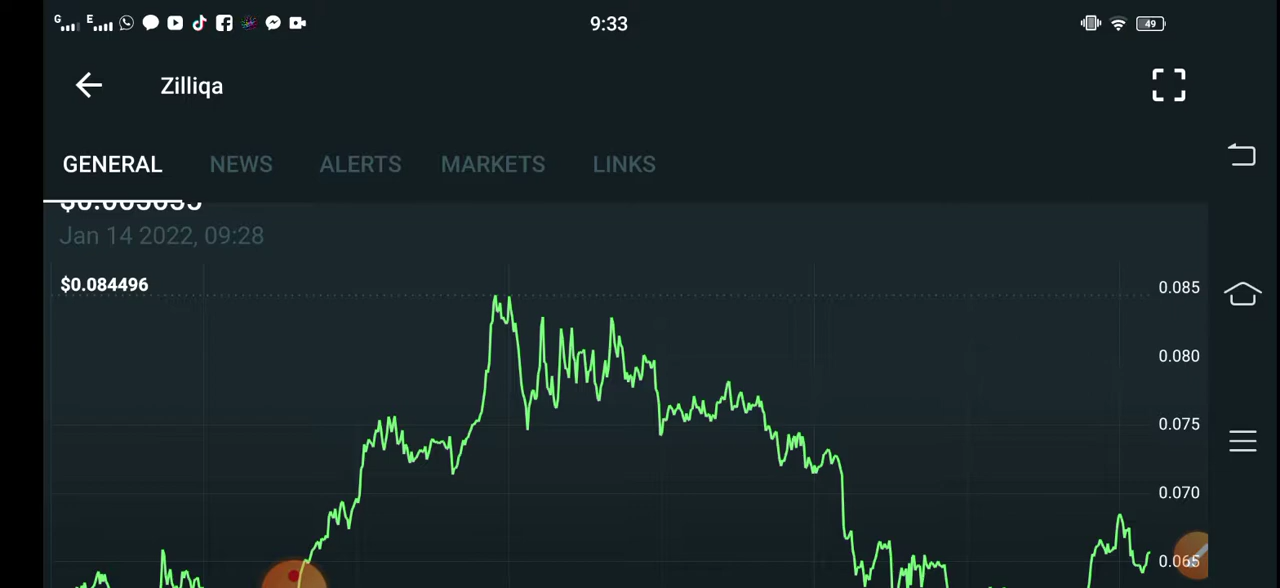 G E 9:33 49
Zilliqa
GENERAL NEWS ALERTS MARKETS LINKS
Jan 14 2022, 09:28
$0.084496
0.085
0.080
0.075
0.070
0.065